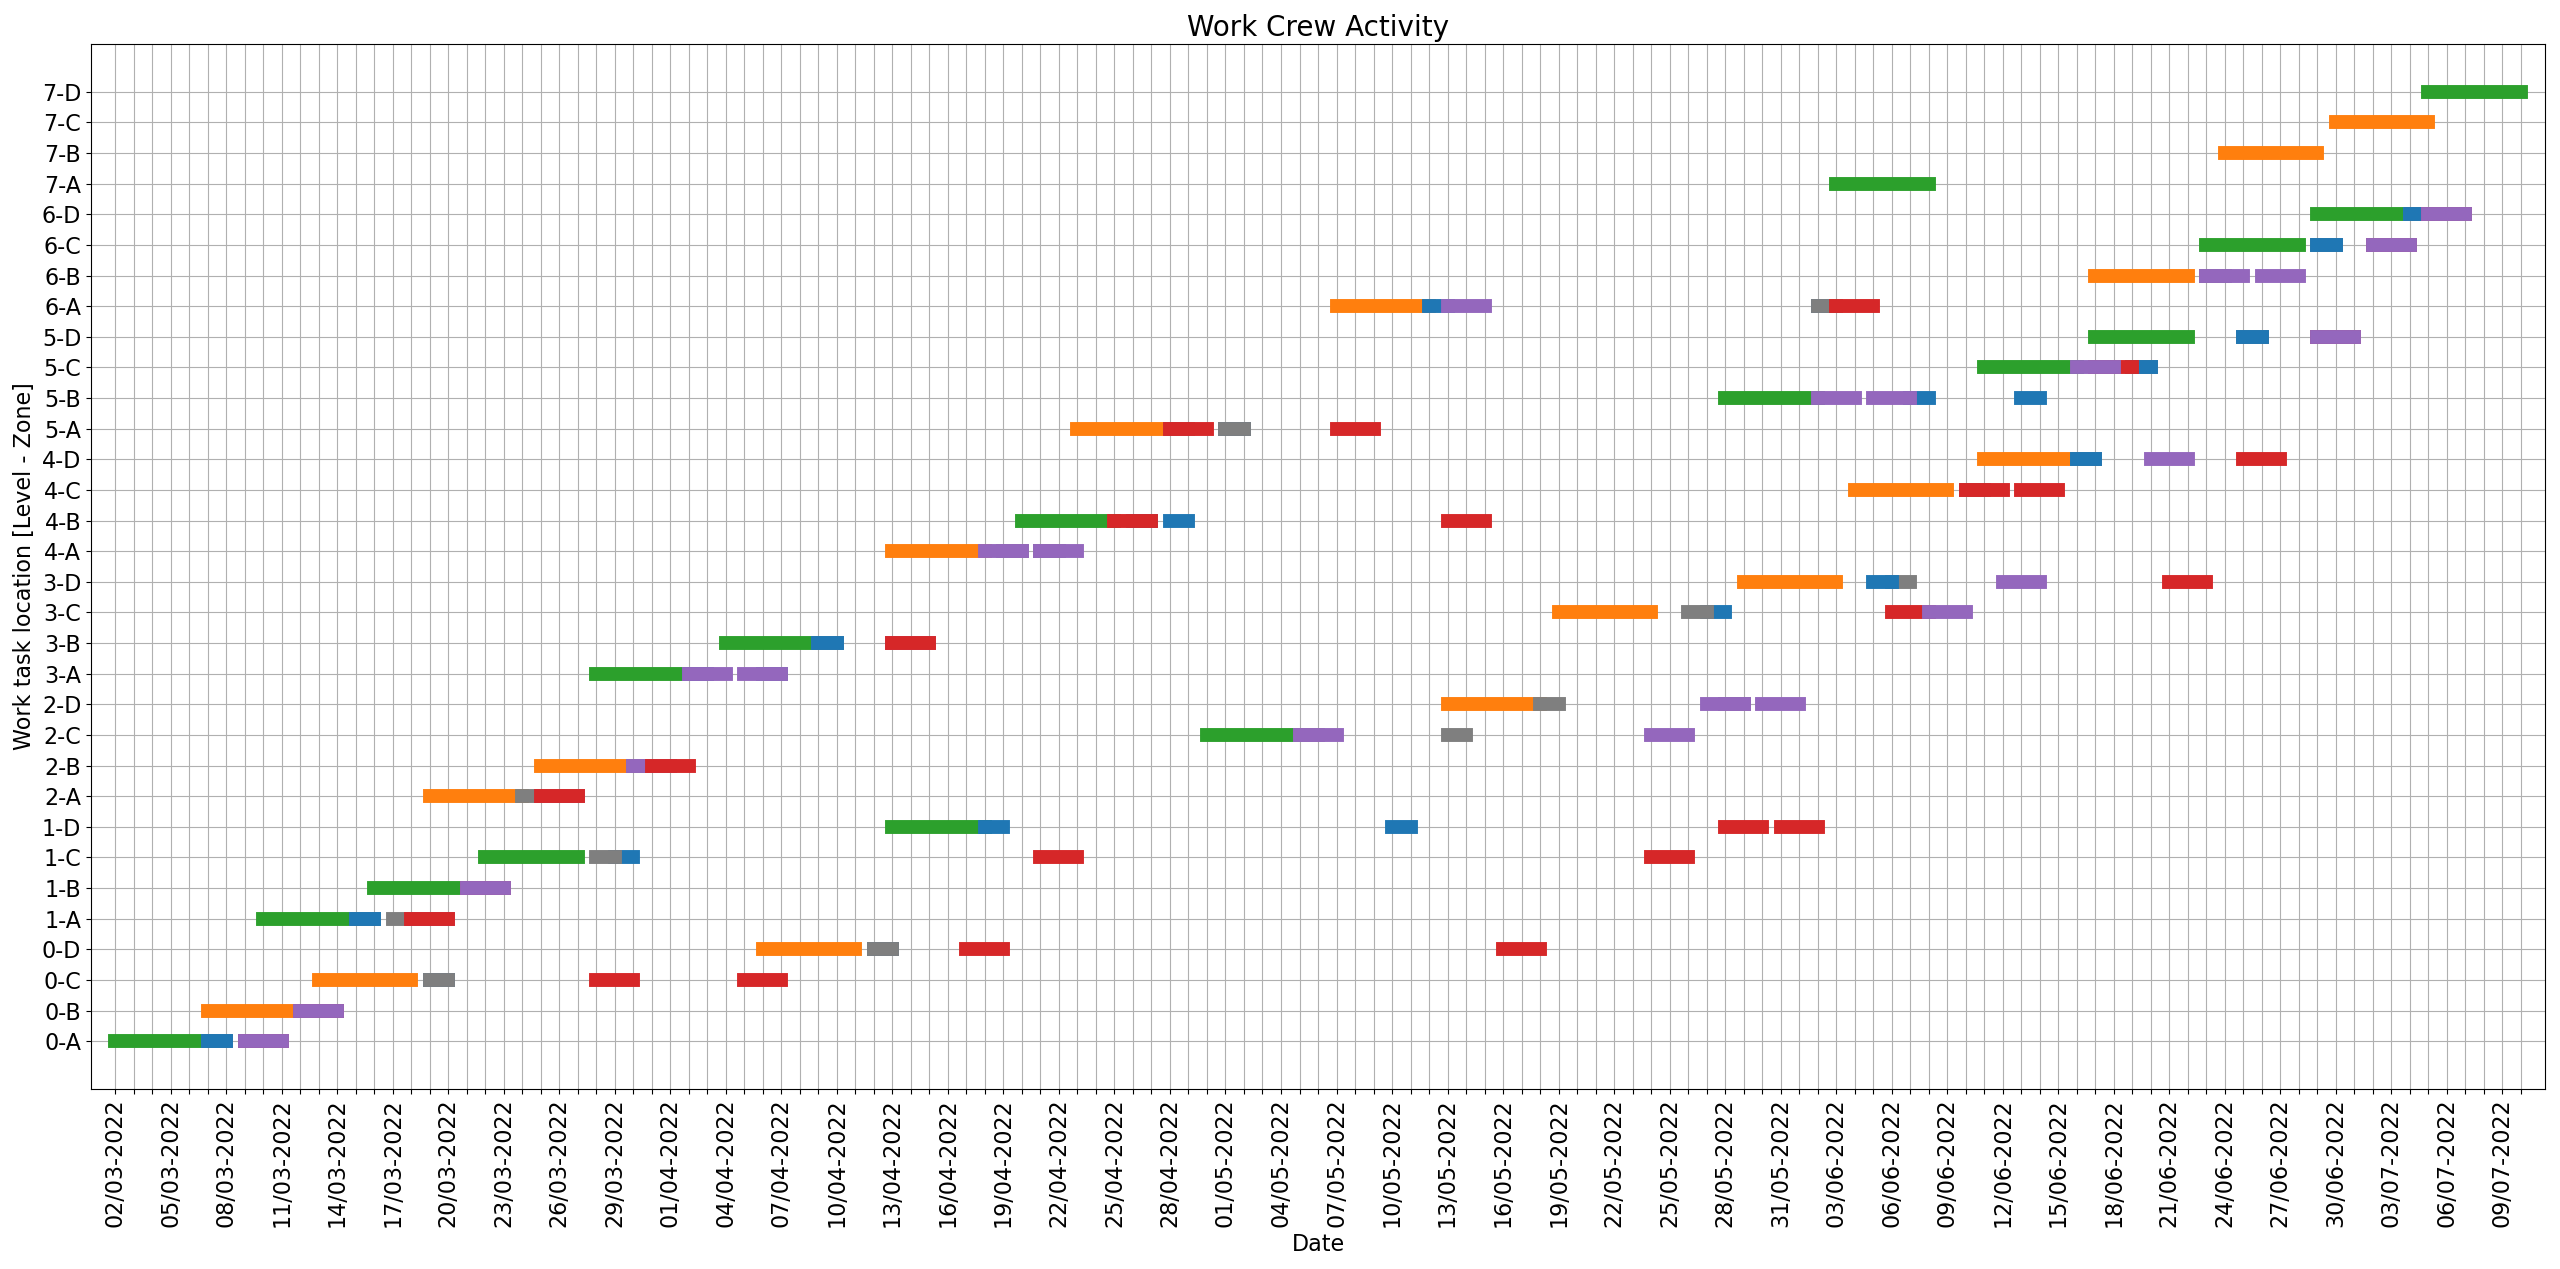 Work Crew Activity
Work task location [Level - Zone]
7-D
7-C
7-B
7-A
6-D
6-C
6-B
6-A
5-D
5-C
5-B
5-A
4-D
4-C
4-B
4-A
3-D
3-C
3-B
3-A
2-D
2-C
2-B
2-A
1-D
1-C
1-B
1-A
0-D
0-C
0-B
0-A
02/03-2022
05/03-2022
08/03-2022
11/03-2022
14/03-2022
17/03-2022
20/03-2022
23/03-2022
26/03-2022
29/03-2022
01/04-2022
04/04-2022
07/04-2022
10/04-2022
13/04-2022
16/04-2022
19/04-2022
22/04-2022
25/04-2022
28/04-2022
01/05-2022
04/05-2022
07/05-2022
10/05-2022
13/05-2022
16/05-2022
19/05-2022
22/05-2022
25/05-2022
28/05-2022
31/05-2022
03/06-2022
06/06-2022
09/06-2022
12/06-2022
15/06-2022
18/06-2022
21/06-2022
24/06-2022
27/06-2022
30/06-2022
03/07-2022
06/07-2022
09/07-2022
Date